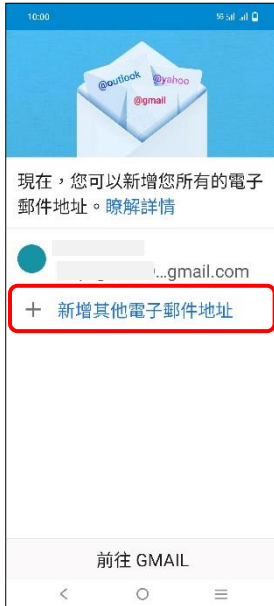 10:00
@outlook @yahoo
@gmail
現在，您可以新增您所有的電子
郵件地址。瞭解詳情
...gmail.com
+ 新增其他電子郵件地址
前往 GMAIL